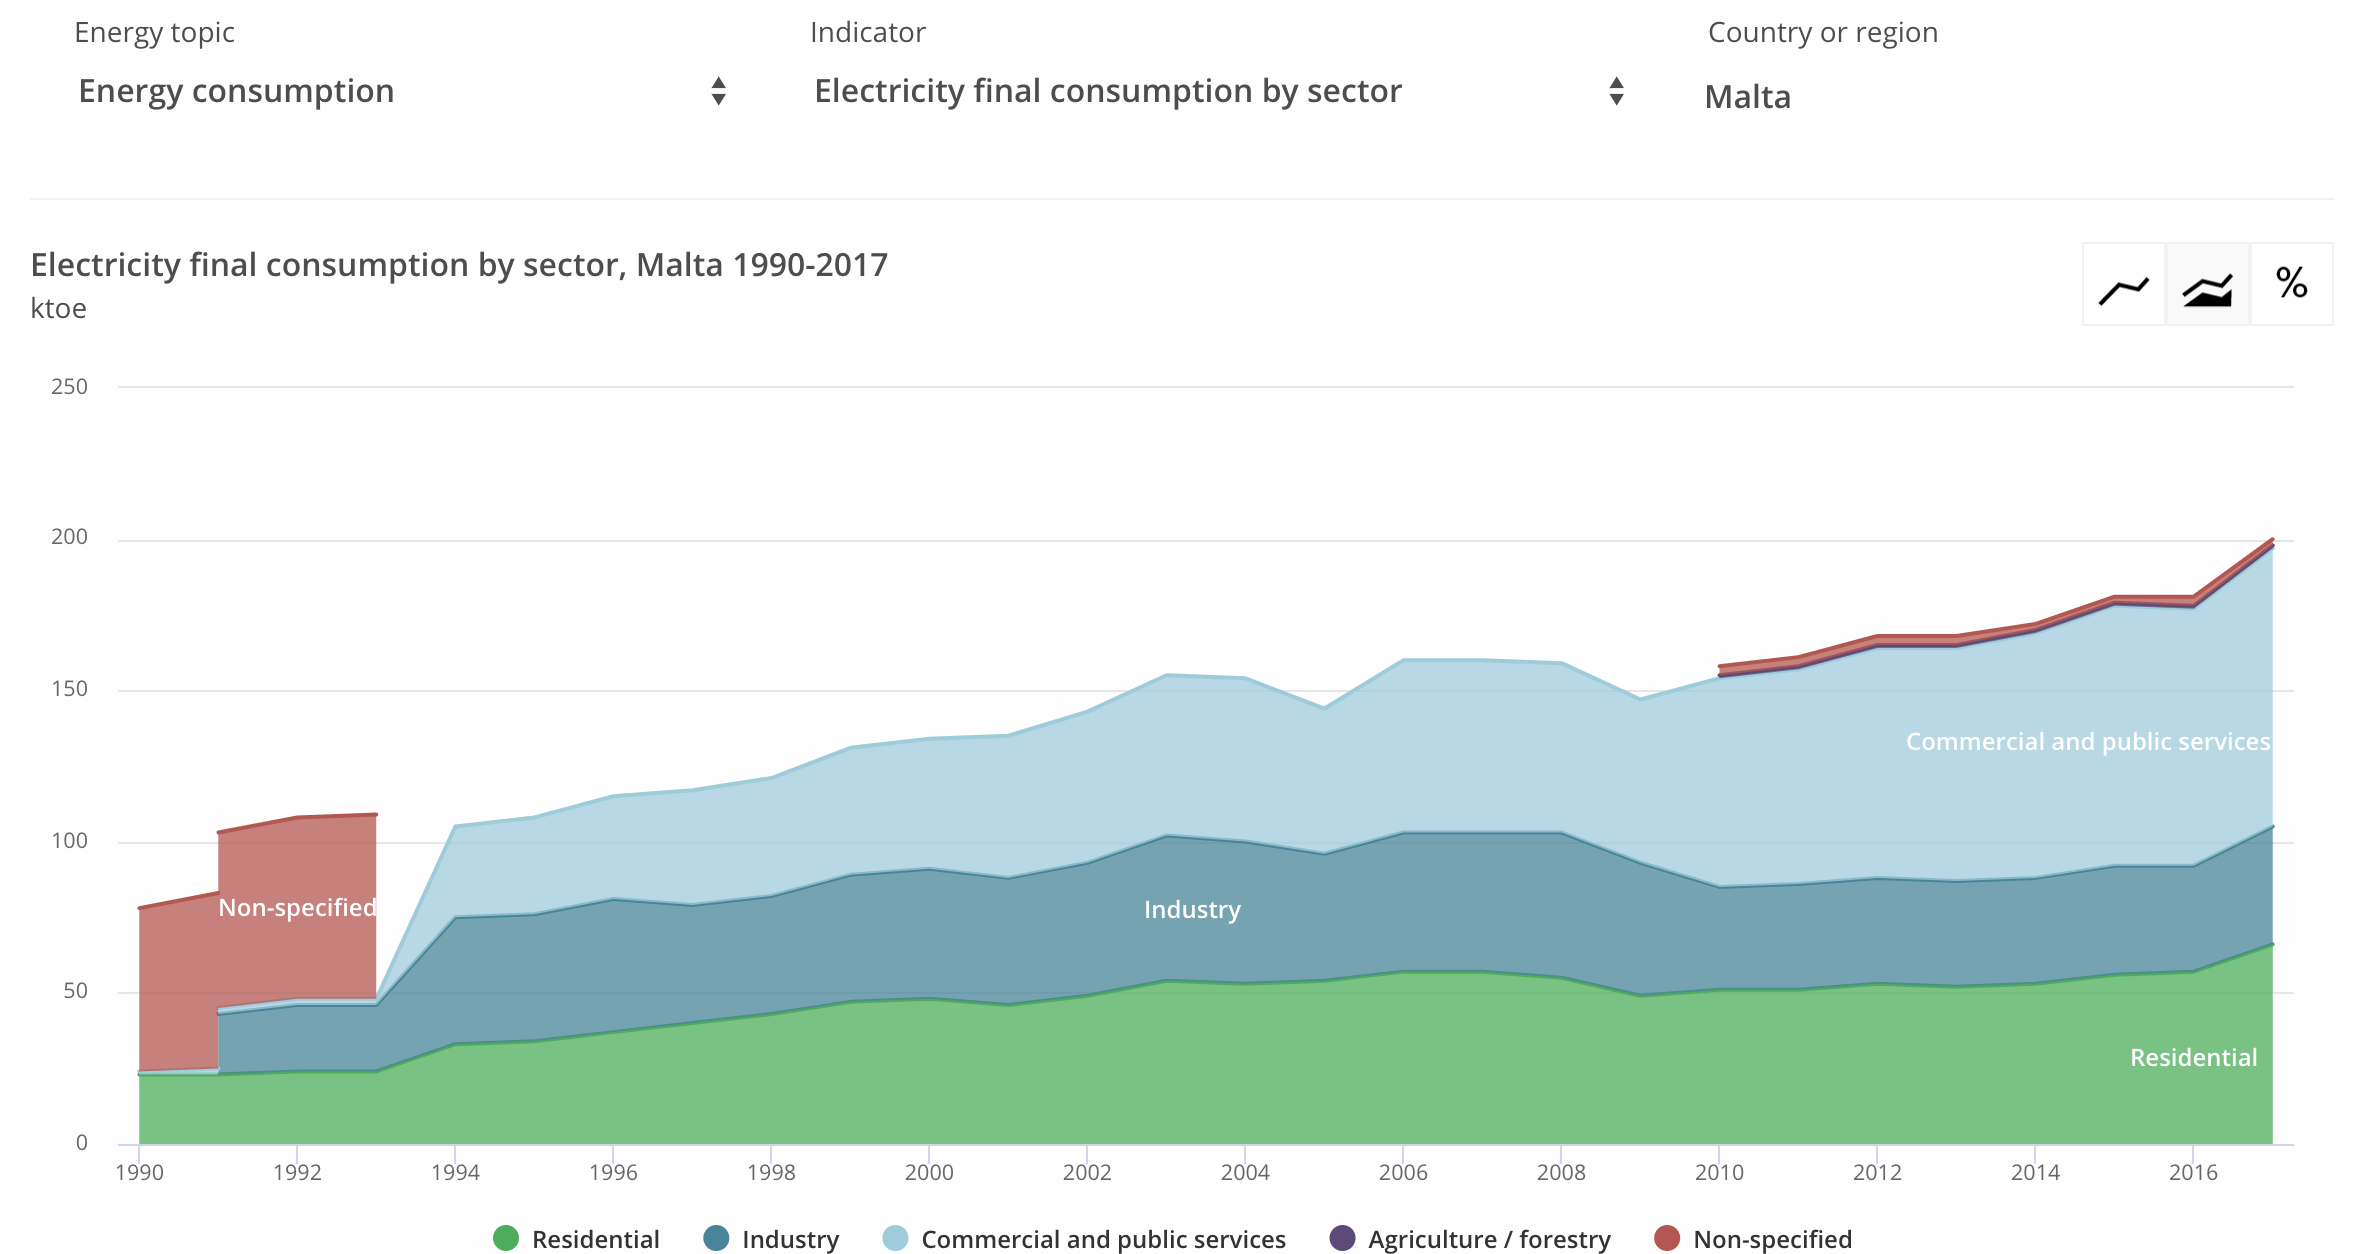 Energy topic
Indicator
Country or region
Energy consumption
Electricity final consumption by sector
Malta
Electricity final consumption by sector, Malta 1990-2017
ktoe
%
250
200
150
100
50
0
Non-specified
Industry
Commercial and public services
Residential
1990 1992 1994 1996 1998 2000 2002 2004 2006 2008 2010 2012 2014 2016
Residential Industry Commercial and public services Agriculture / forestry Non-specified